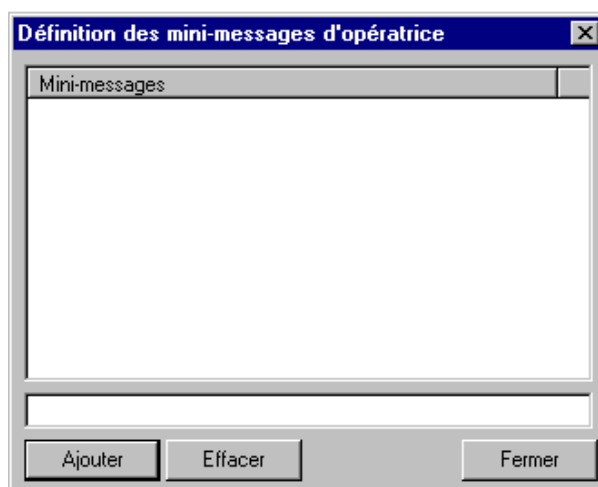 Définition des mini-messages d'opératrice
Mini-messages
Ajouter Effacer Fermer